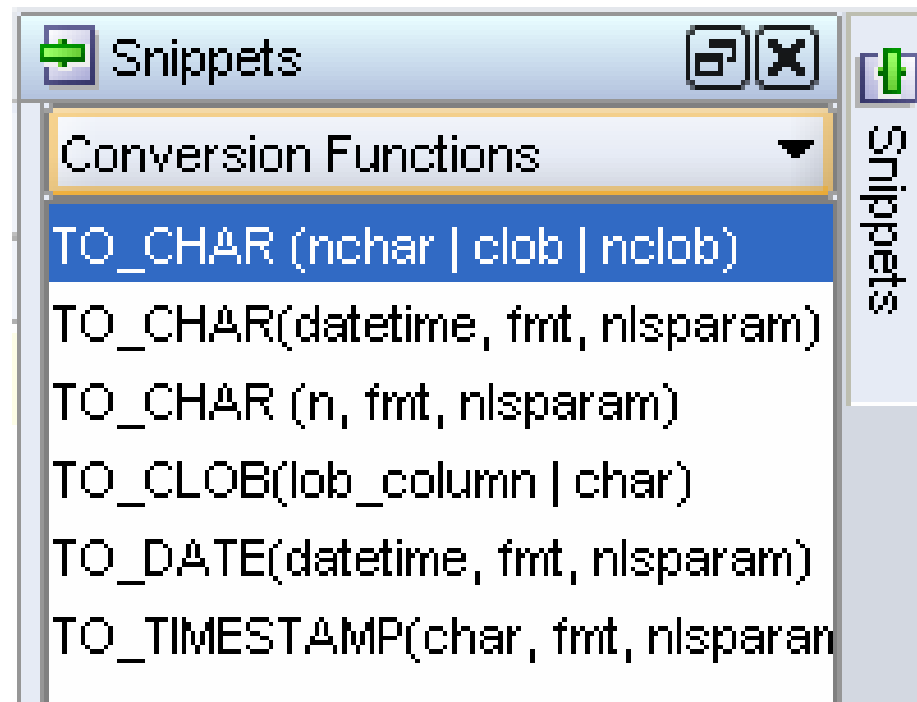 Snippets
Conversion Functions
TO_CHAR (nchar | clob | nclob)
TO_CHAR(datetime, fmt, nlsparam)
TO_CHAR (n, fmt, nlsparam)
TO_CLOB(lob_column | char)
TO_DATE(datetime, fmt, nlsparam)
TO_TIMESTAMP(char, fmt, nlsparam
Snippets